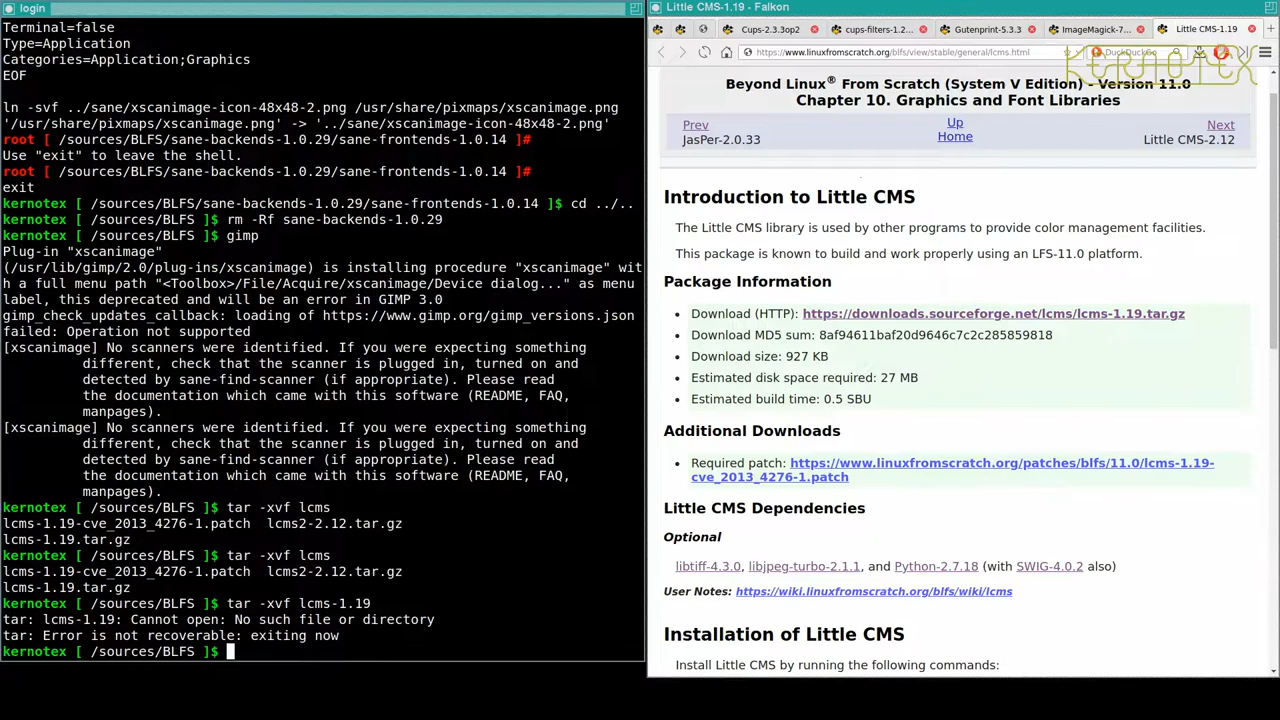 login
Terminal=false
Type=Application
Categories=Application;Graphics
EOF
ln -svf ../sane/xscanimage-icon-48x48-2.png /usr/share/pixmaps/xscanimage.png
'/usr/share/pixmaps/xscanimage.png' -> '../sane/xscanimage-icon-48x48-2.png'
root [ /sources/BLFS/sane-backends-1.0.29/sane-frontends-1.0.14 ]#
Use "exit" to leave the shell.
root [ /sources/BLFS/sane-backends-1.0.29/sane-frontends-1.0.14 ]#
exit
kernotex [ /sources/BLFS/sane-backends-1.0.29/sane-frontends-1.0.14 ]$ cd ../..
kernotex [ /sources/BLFS ]$ rm -Rf sane-backends-1.0.29
kernotex [ /sources/BLFS ]$ gimp
Plug-in "xscanimage"
(/usr/lib/gimp/2.0/plug-ins/xscanimage) is installing procedure "xscanimage" wit
h a full menu path "<Toolbox>/File/Acquire/xscanimage/Device dialog..." as menu
label, this deprecated and will be an error in GIMP 3.0
gimp_check_updates_callback: loading of https://www.gimp.org/gimp_versions.json
failed: Operation not supported
[xscanimage] No scanners were identified. If you were expecting something
different, check that the scanner is plugged in, turned on and
detected by sane-find-scanner (if appropriate). Please read
the documentation which came with this software (README, FAQ,
manpages).
[xscanimage] No scanners were identified. If you were expecting something
different, check that the scanner is plugged in, turned on and
detected by sane-find-scanner (if appropriate). Please read
the documentation which came with this software (README, FAQ,
manpages).
kernotex [ /sources/BLFS ]$ tar -xvf lcms
lcms-1.19-cve_2013_4276-1.patch  lcms2-2.12.tar.gz
lcms-1.19.tar.gz
kernotex [ /sources/BLFS ]$ tar -xvf lcms
lcms-1.19-cve_2013_4276-1.patch  lcms2-2.12.tar.gz
lcms-1.19.tar.gz
kernotex [ /sources/BLFS ]$ tar -xvf lcms-1.19
tar: lcms-1.19: Cannot open: No such file or directory
tar: Error is not recoverable: exiting now
kernotex [ /sources/BLFS ]$
Little CMS-1.19 - Falkon
Cups-2.3.3op2 cups-filters-1.2... Gutenprint-5.3.3 ImageMagick-7... Little CMS-1.19
https://www.linuxfromscratch.org/blfs/view/stable/general/lcms.html DuckDuckGo
KERNOTEX
Beyond Linux® From Scratch (System V Edition) - Version 11.0
Chapter 10. Graphics and Font Libraries
Prev Up Next
JasPer-2.0.33 Home Little CMS-2.12
Introduction to Little CMS
The Little CMS library is used by other programs to provide color management facilities.
This package is known to build and work properly using an LFS-11.0 platform.
Package Information
• Download (HTTP): https://downloads.sourceforge.net/lcms/lcms-1.19.tar.gz
• Download MD5 sum: 8af94611baf20d9646c7c2c285859818
• Download size: 927 KB
• Estimated disk space required: 27 MB
• Estimated build time: 0.5 SBU
Additional Downloads
• Required patch: https://www.linuxfromscratch.org/patches/blfs/11.0/lcms-1.19-
cve_2013_4276-1.patch
Little CMS Dependencies
Optional
libtiff-4.3.0, libjpeg-turbo-2.1.1, and Python-2.7.18 (with SWIG-4.0.2 also)
User Notes: https://wiki.linuxfromscratch.org/blfs/wiki/lcms
Installation of Little CMS
Install Little CMS by running the following commands: